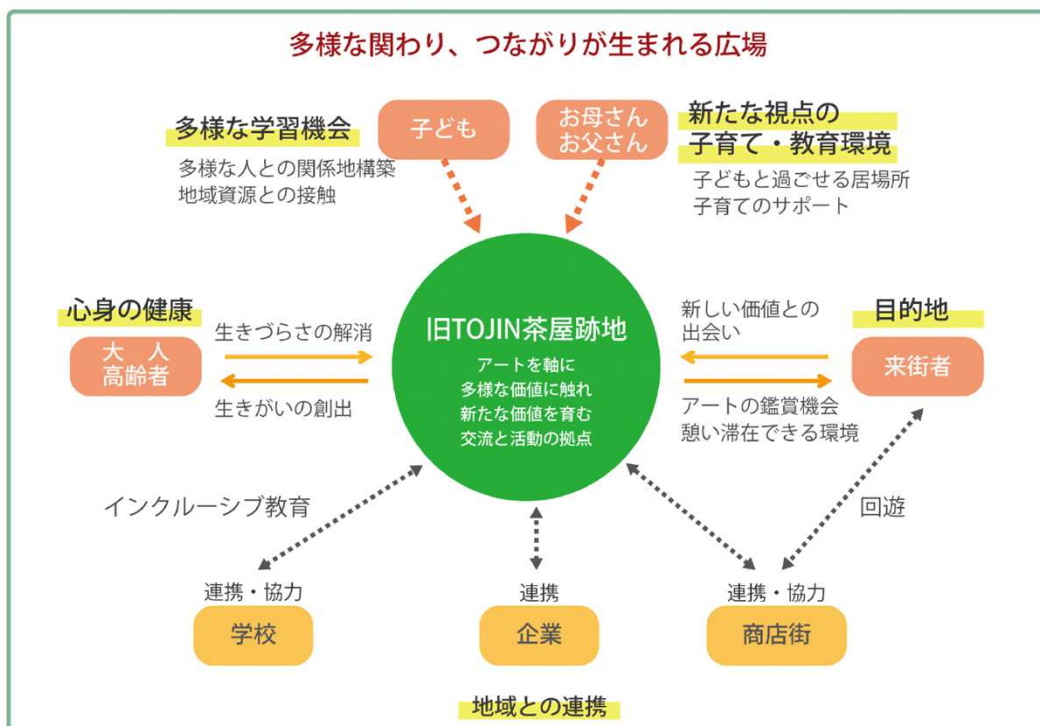 多様な関わり、つながりが生まれる広場
多様な学習機会
多様な人との関係地構築
地域資源との接触
子ども
お母さん
お父さん
新たな視点の
子育て・教育環境
子どもと過ごせる居場所
子育てのサポート
心身の健康
大 人
高齢者
生きづらさの解消
生きがいの創出
旧TOJIN茶屋跡地
アートを軸に
多様な価値に触れ
新たな価値を育む
交流と活動の拠点
新しい価値との
出会い
アートの鑑賞機会
憩い滞在できる環境
目的地
来街者
インクルーシブ教育
回遊
連携・協力
学校
連携
企業
連携・協力
商店街
地域との連携